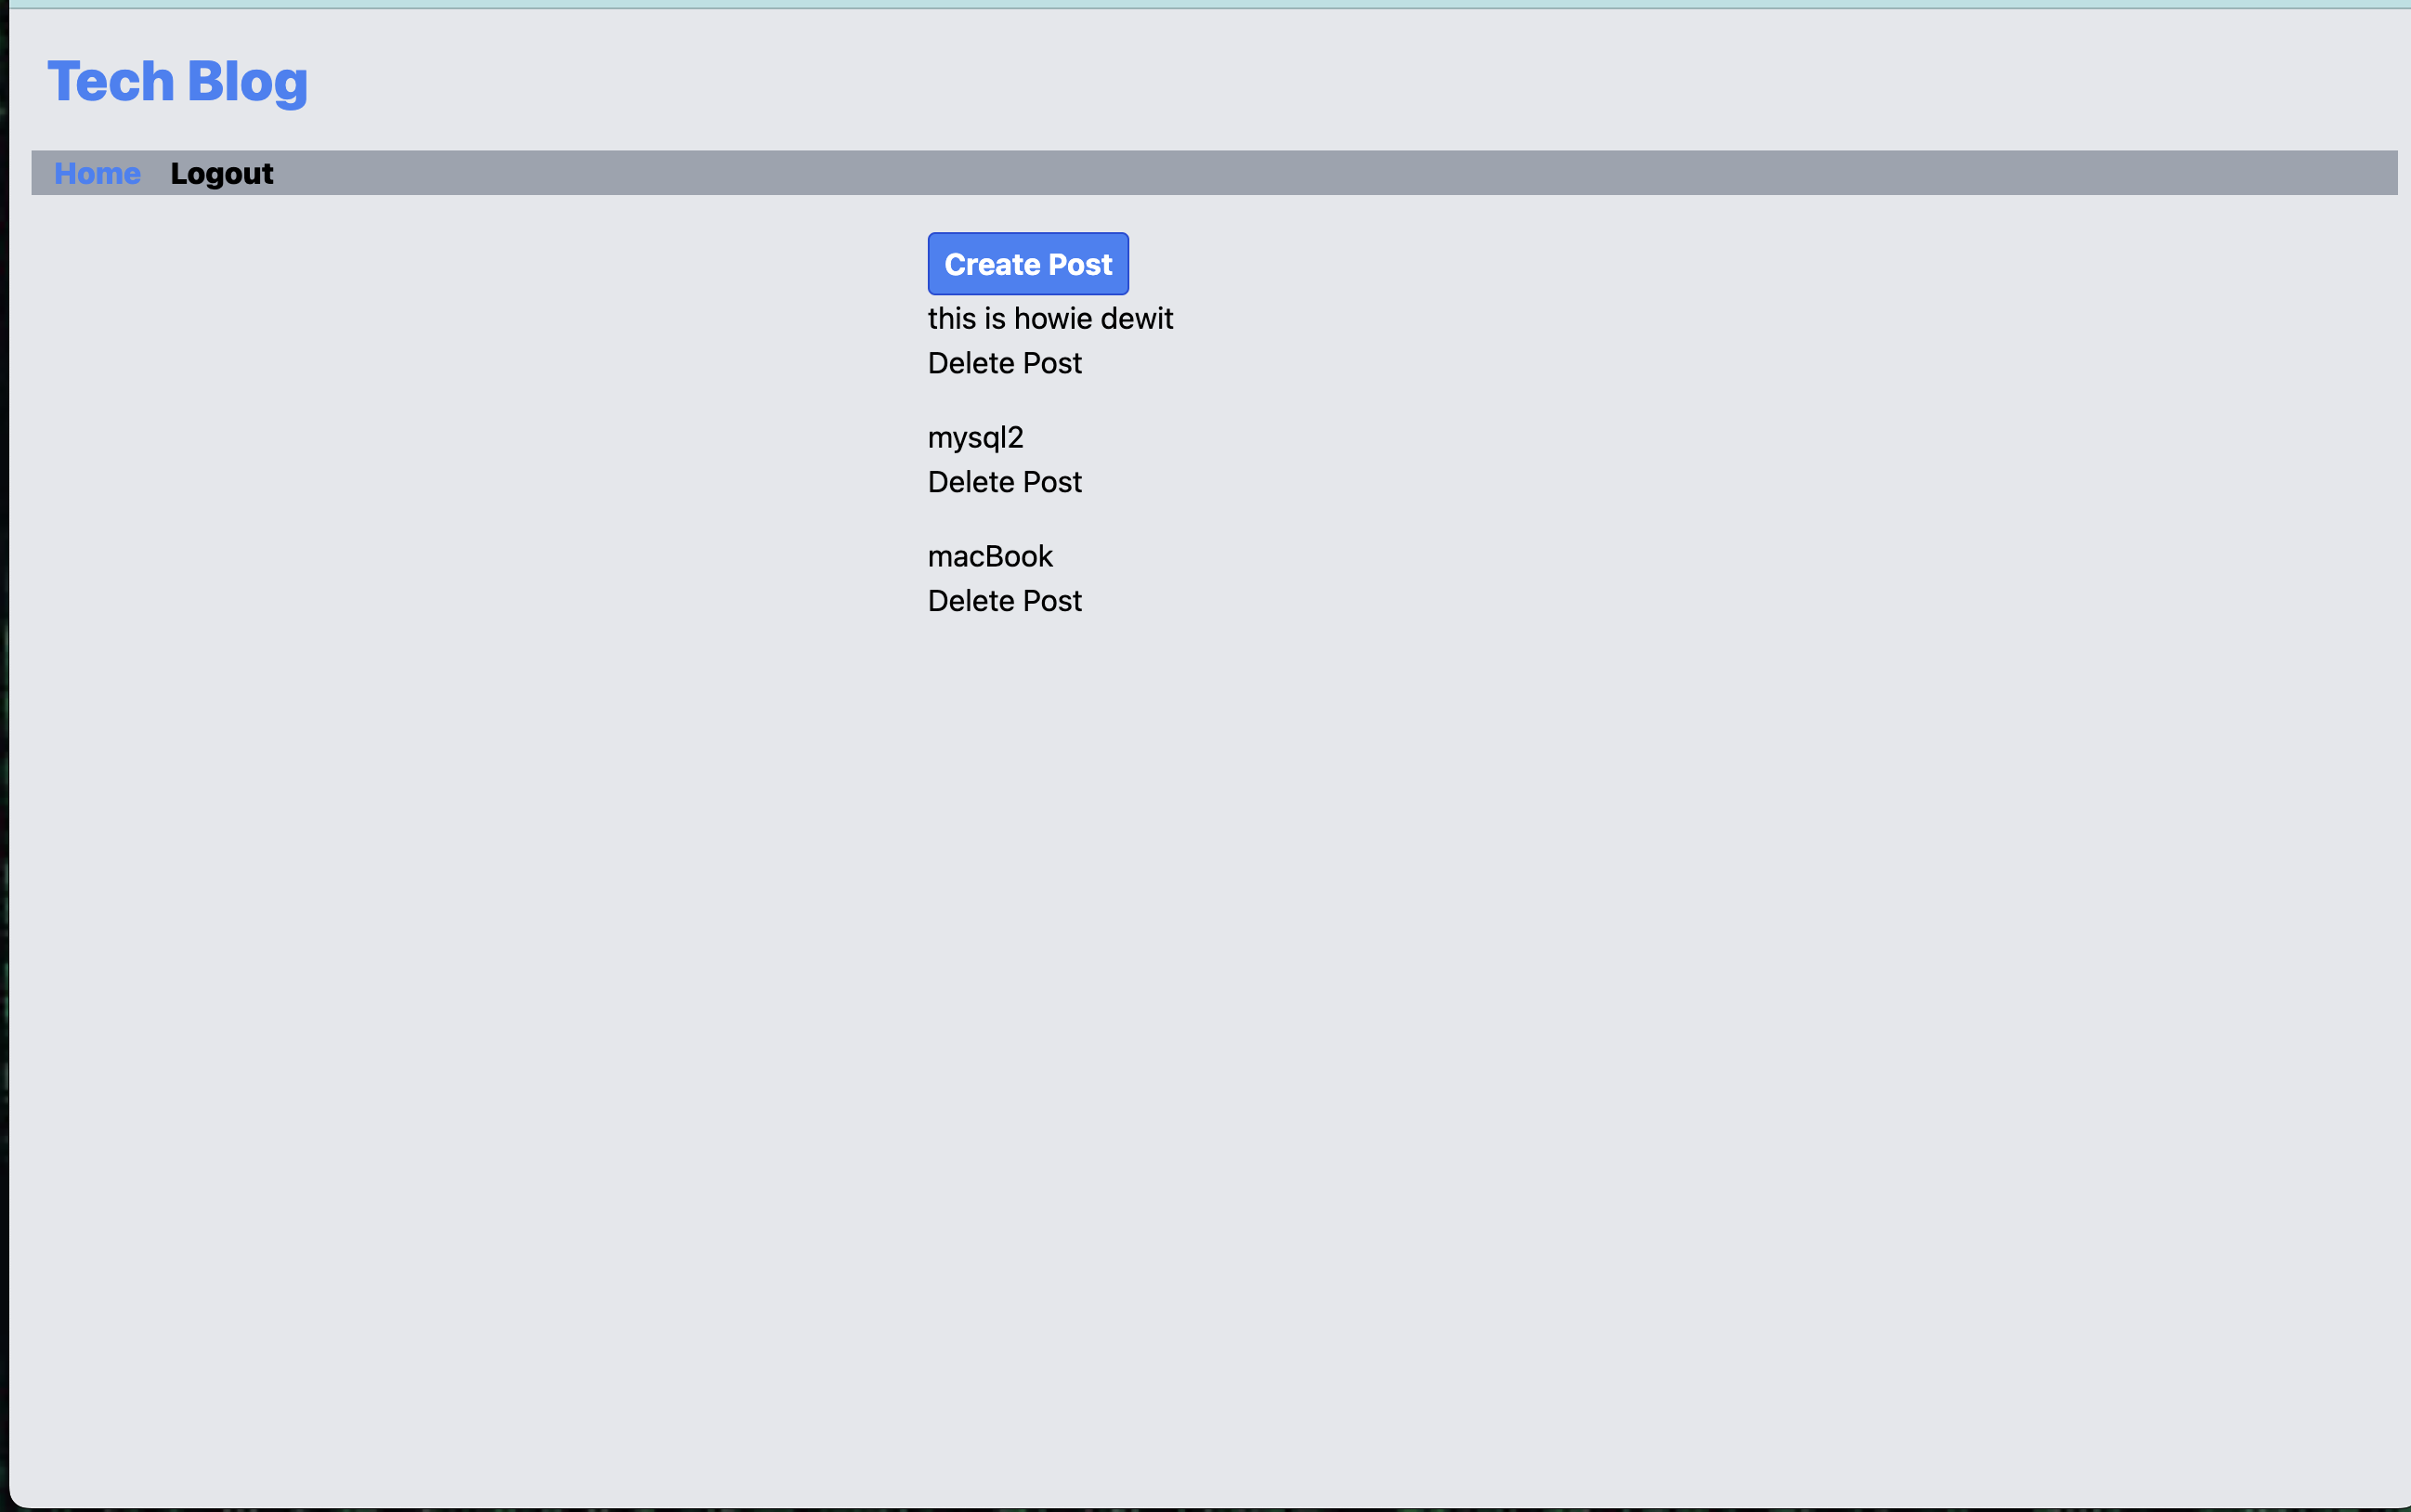 Tech Blog
Home Logout
Create Post
this is howie dewit
Delete Post
mysql2
Delete Post
macBook
Delete Post